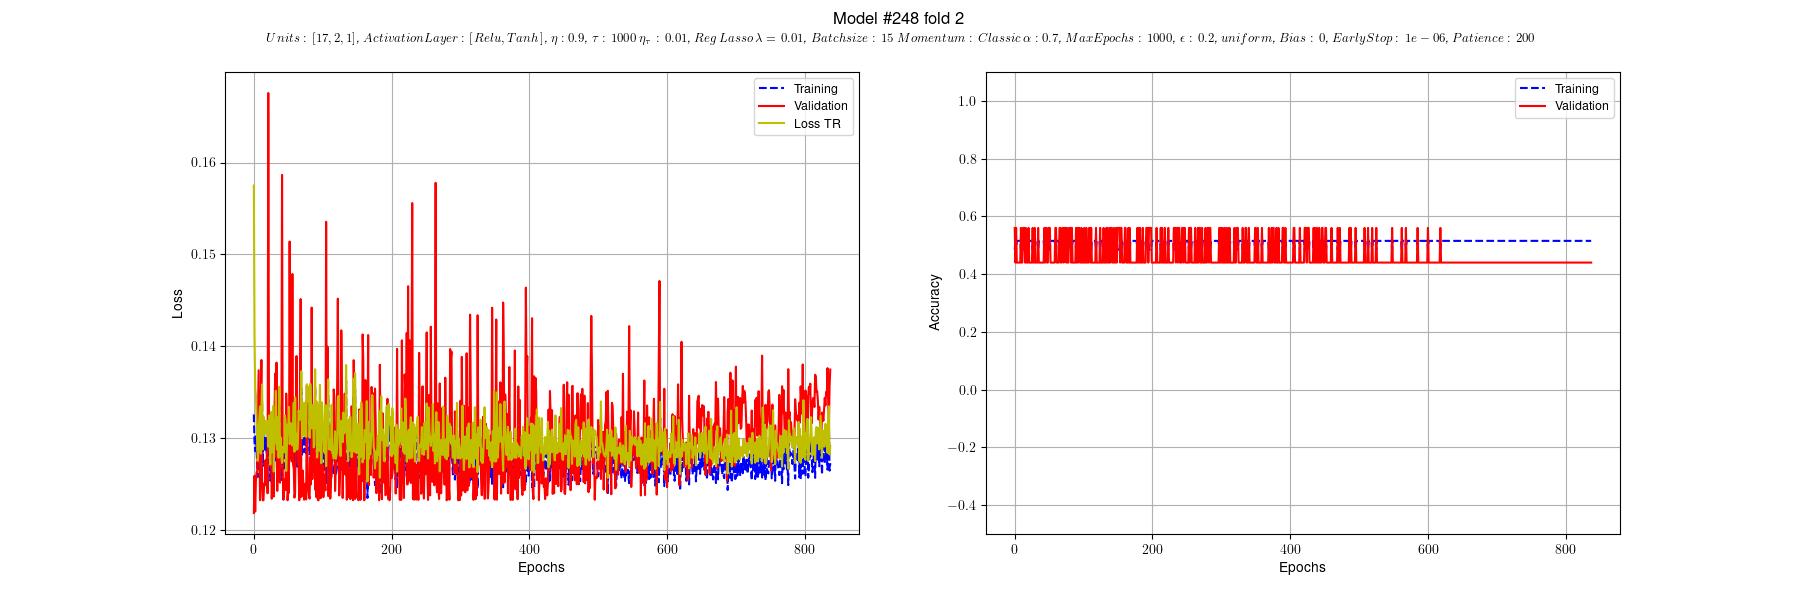 Model #248 fold 2
Units : [17, 2, 1], ActivationLayer : [Relu, Tanh], η : 0.9, τ : 1000 ητ : 0.01, Reg Lasso λ = 0.01, Batchsize : 15 Momentum : Classic α : 0.7, MaxEpochs : 1000, ϵ : 0.2, uniform, Bias : 0, EarlyStop : 1e − 06, Patience : 200
Training
Validation
Loss TR
0.16
0.15
0.14
0.13
0.12
Loss
0
200
400
600
800
Epochs
Training
Validation
1.0
0.8
0.6
0.4
0.2
0.0
−0.2
−0.4
Accuracy
0
200
400
600
800
Epochs